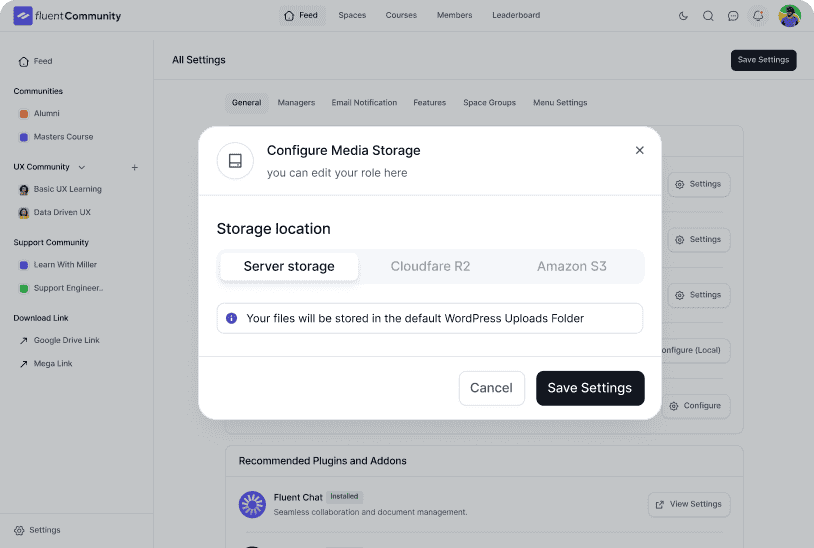 fluentCommunity
Feed
Spaces
Courses
Members
Leaderboard
Feed
Communities
Alumni
Masters Course
UX Community
Basic UX Learning
Data Driven UX
Support Community
Learn With Miller
Support Engineer..
Download Link
Google Drive Link
Mega Link
Settings
All Settings
Save Settings
General
Managers
Email Notification
Features
Space Groups
Menu Settings
Settings
Settings
Settings
(Local)
Configure
Configure Media Storage
you can edit your role here
Storage location
Server storage
Cloudfare R2
Amazon S3
Your files will be stored in the default WordPress Uploads Folder
Cancel
Save Settings
Recommended Plugins and Addons
Fluent Chat
Installed
Seamless collaboration and document management.
View Settings